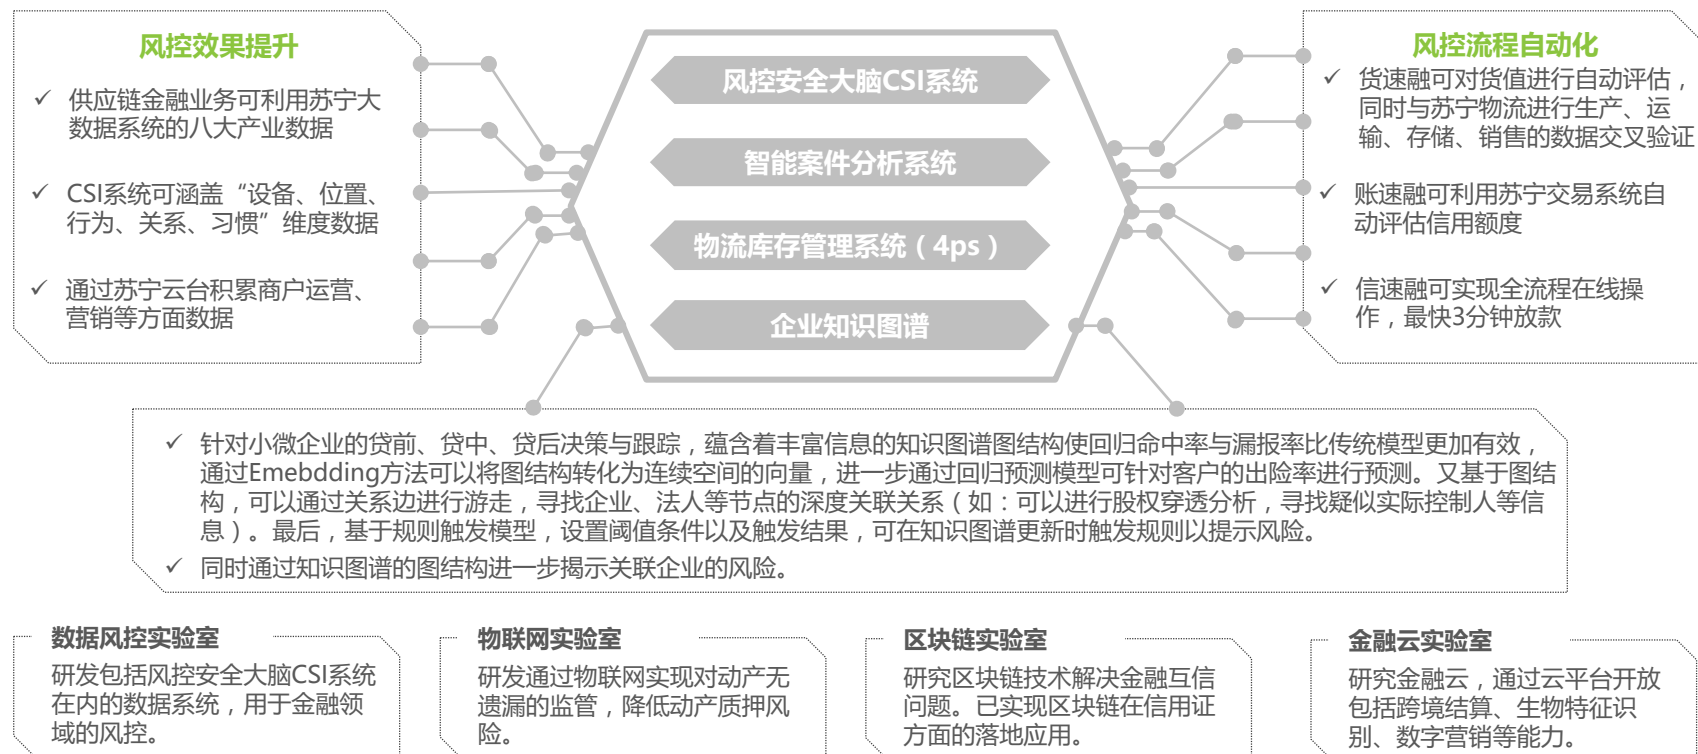 风控效果提升
✓ 供应链金融业务可利用苏宁大
数据系统的八大产业数据
✓ CSI系统可涵盖“设备、位置、
行为、关系、习惯”维度数据
✓ 通过苏宁云台积累商户运营、
营销等方面数据
风控安全大脑CSI系统
智能案件分析系统
物流库存管理系统（4ps）
企业知识图谱
风控流程自动化
✓ 货速融可对货值进行自动评估，
同时与苏宁物流进行生产、运
输、存储、销售的数据交叉验证
✓ 账速融可利用苏宁交易系统自
动评估信用额度
✓ 信速融可实现全流程在线操
作，最快3分钟放款
✓ 针对小微企业的贷前、贷中、贷后决策与跟踪，蕴含着丰富信息的知识图谱图结构使回归命中率与漏报率比传统模型更加有效，
通过Emebdding方法可以将图结构转化为连续空间的向量，进一步通过回归预测模型可针对客户的出险率进行预测。又基于图结
构，可以通过关系边进行游走，寻找企业、法人等节点的深度关联关系（如：可以进行股权穿透分析，寻找疑似实际控制人等信
息）。最后，基于规则触发模型，设置阈值条件以及触发结果，可在知识图谱更新时触发规则以提示风险。
✓ 同时通过知识图谱的图结构进一步揭示关联企业的风险。
数据风控实验室
研发包括风控安全大脑CSI系统
在内的数据系统，用于金融领
域的风控。
物联网实验室
研发通过物联网实现对动产无
遗漏的监管，降低动产质押风
险。
区块链实验室
研究区块链技术解决金融互信
问题。已实现区块链在信用证
方面的落地应用。
金融云实验室
研究金融云，通过云平台开放
包括跨境结算、生物特征识
别、数字营销等能力。